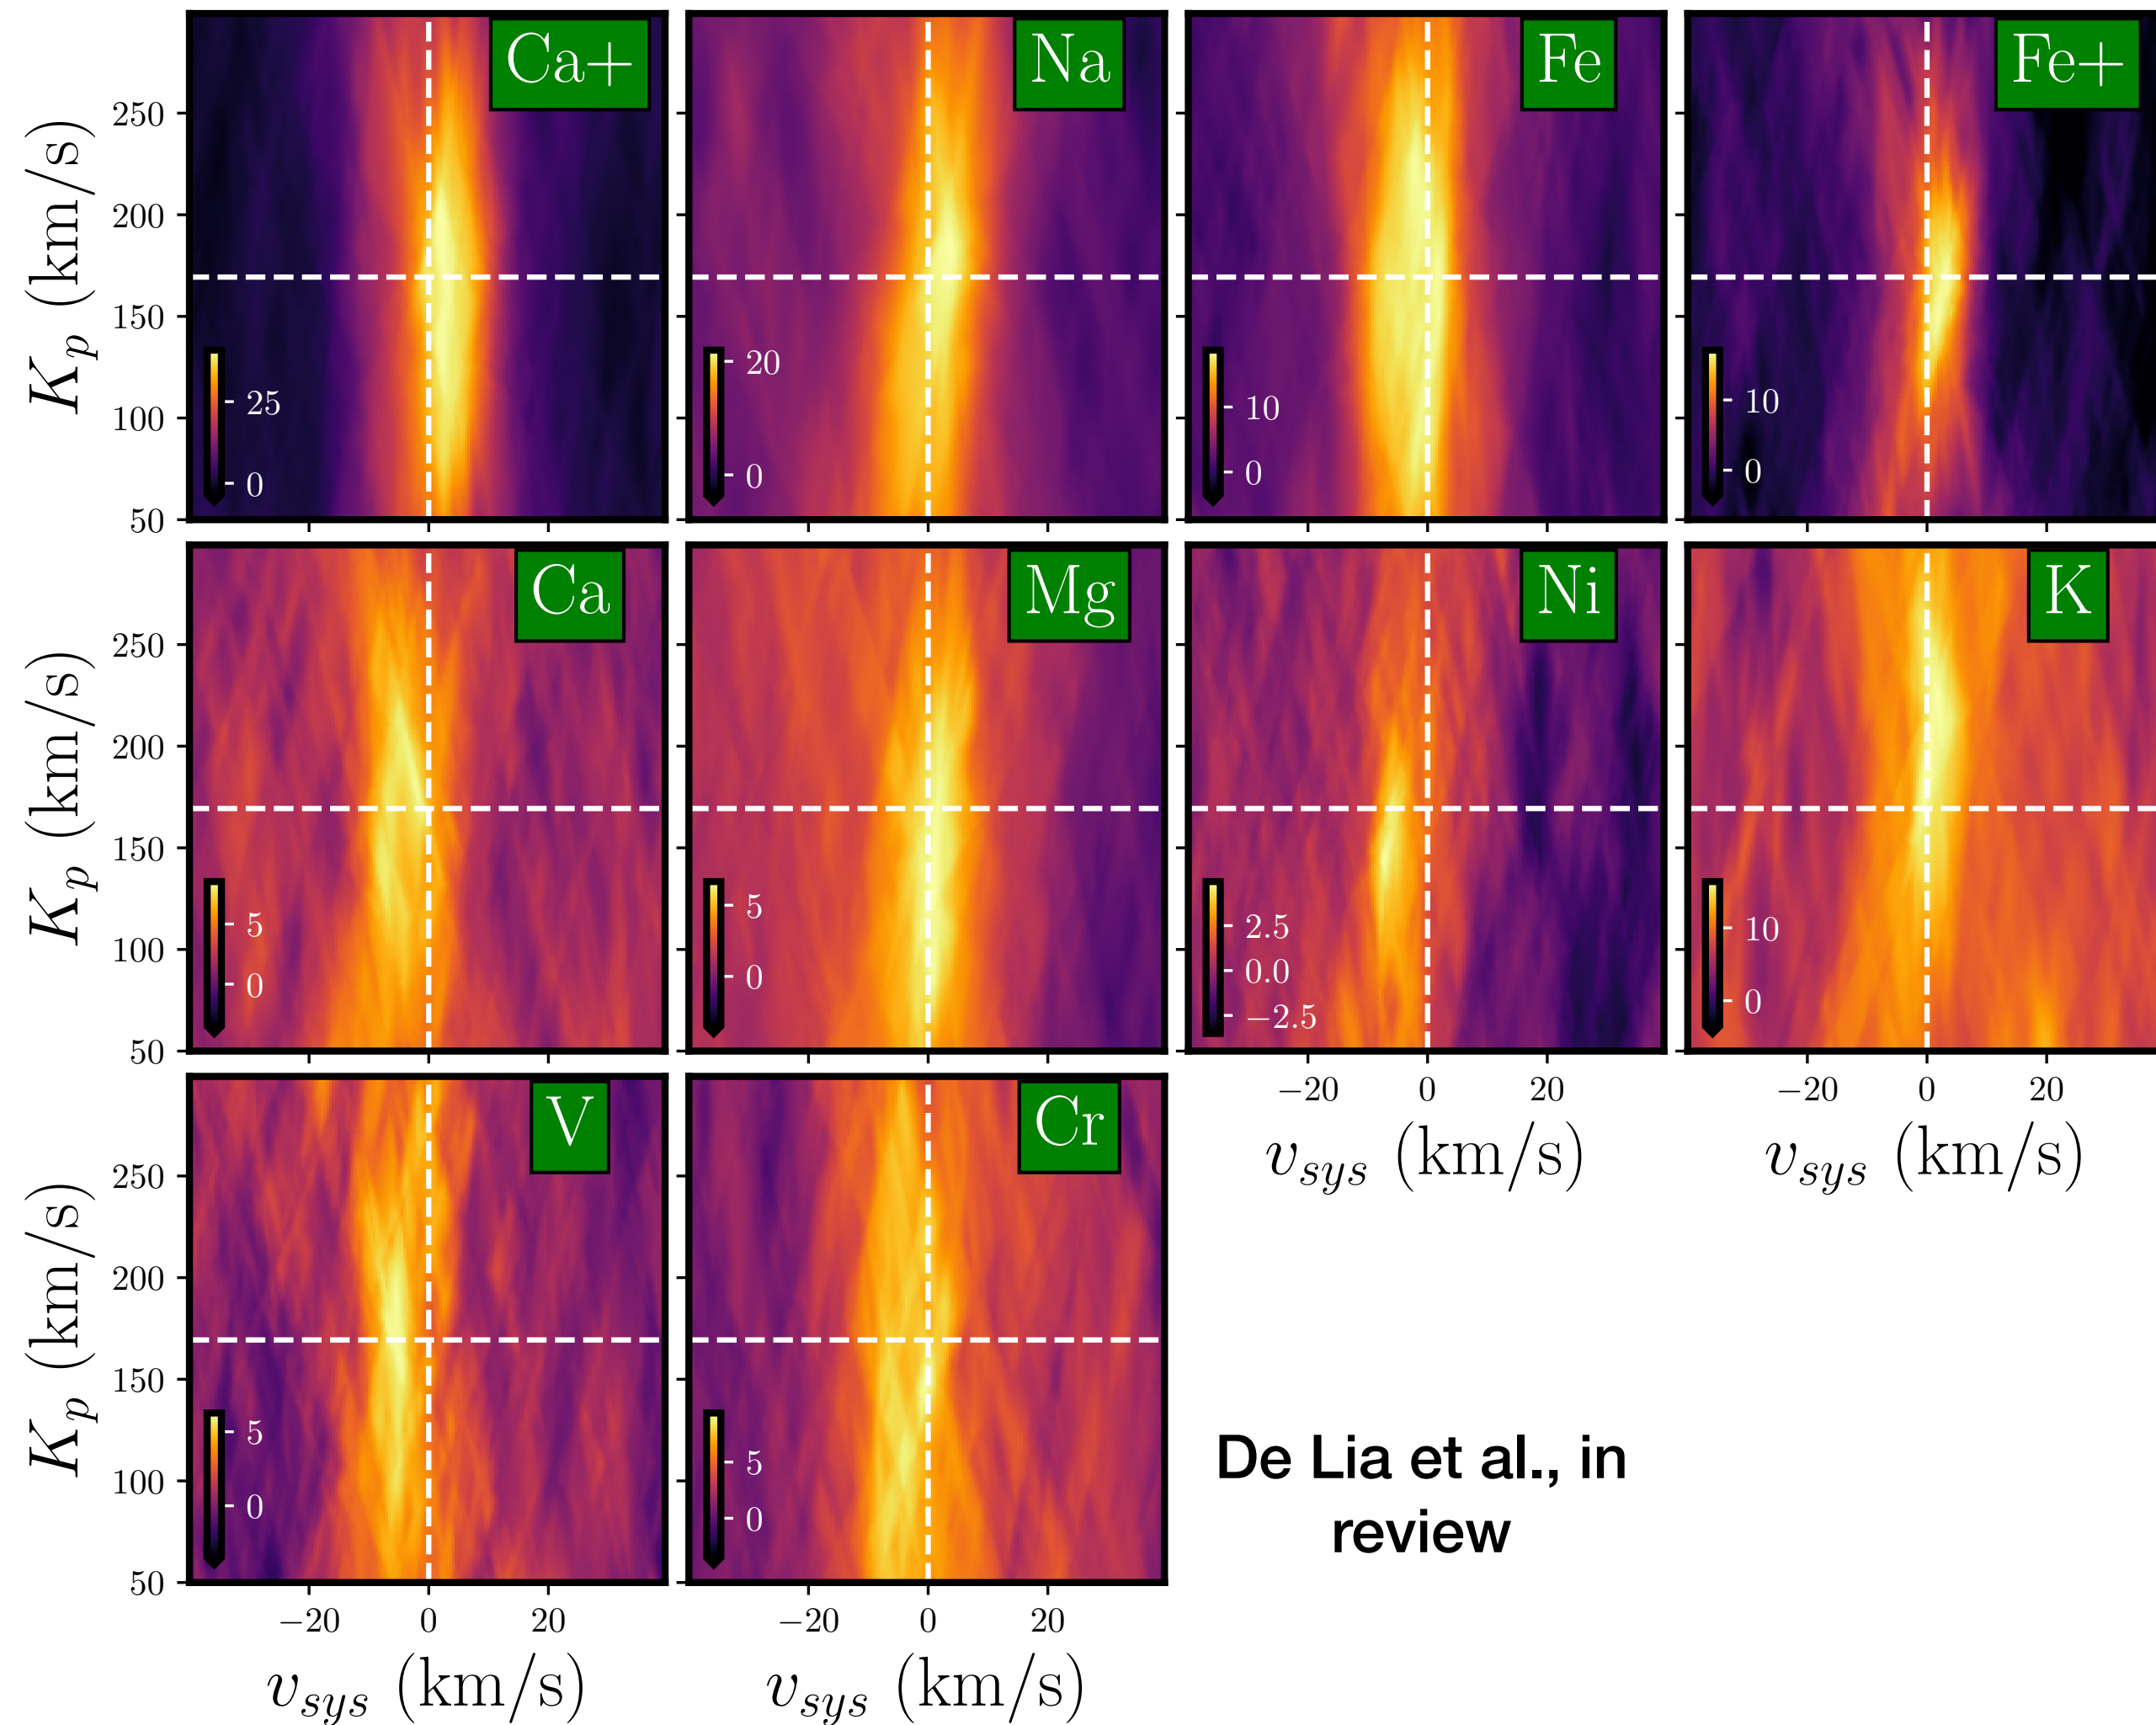 Ca+
Na
Fe
Fe+
K_p (km/s)
250
200
150
100
50
25
0
20
0
10
0
10
0
Ca
Mg
Ni
K
K_p (km/s)
250
200
150
100
50
5
0
5
0
2.5
0.0
−2.5
10
0
−20 0 20
−20 0 20
v_sys (km/s)
v_sys (km/s)
V
Cr
K_p (km/s)
250
200
150
100
50
5
0
5
0
−20 0 20
−20 0 20
v_sys (km/s)
v_sys (km/s)
De Lia et al., in
review